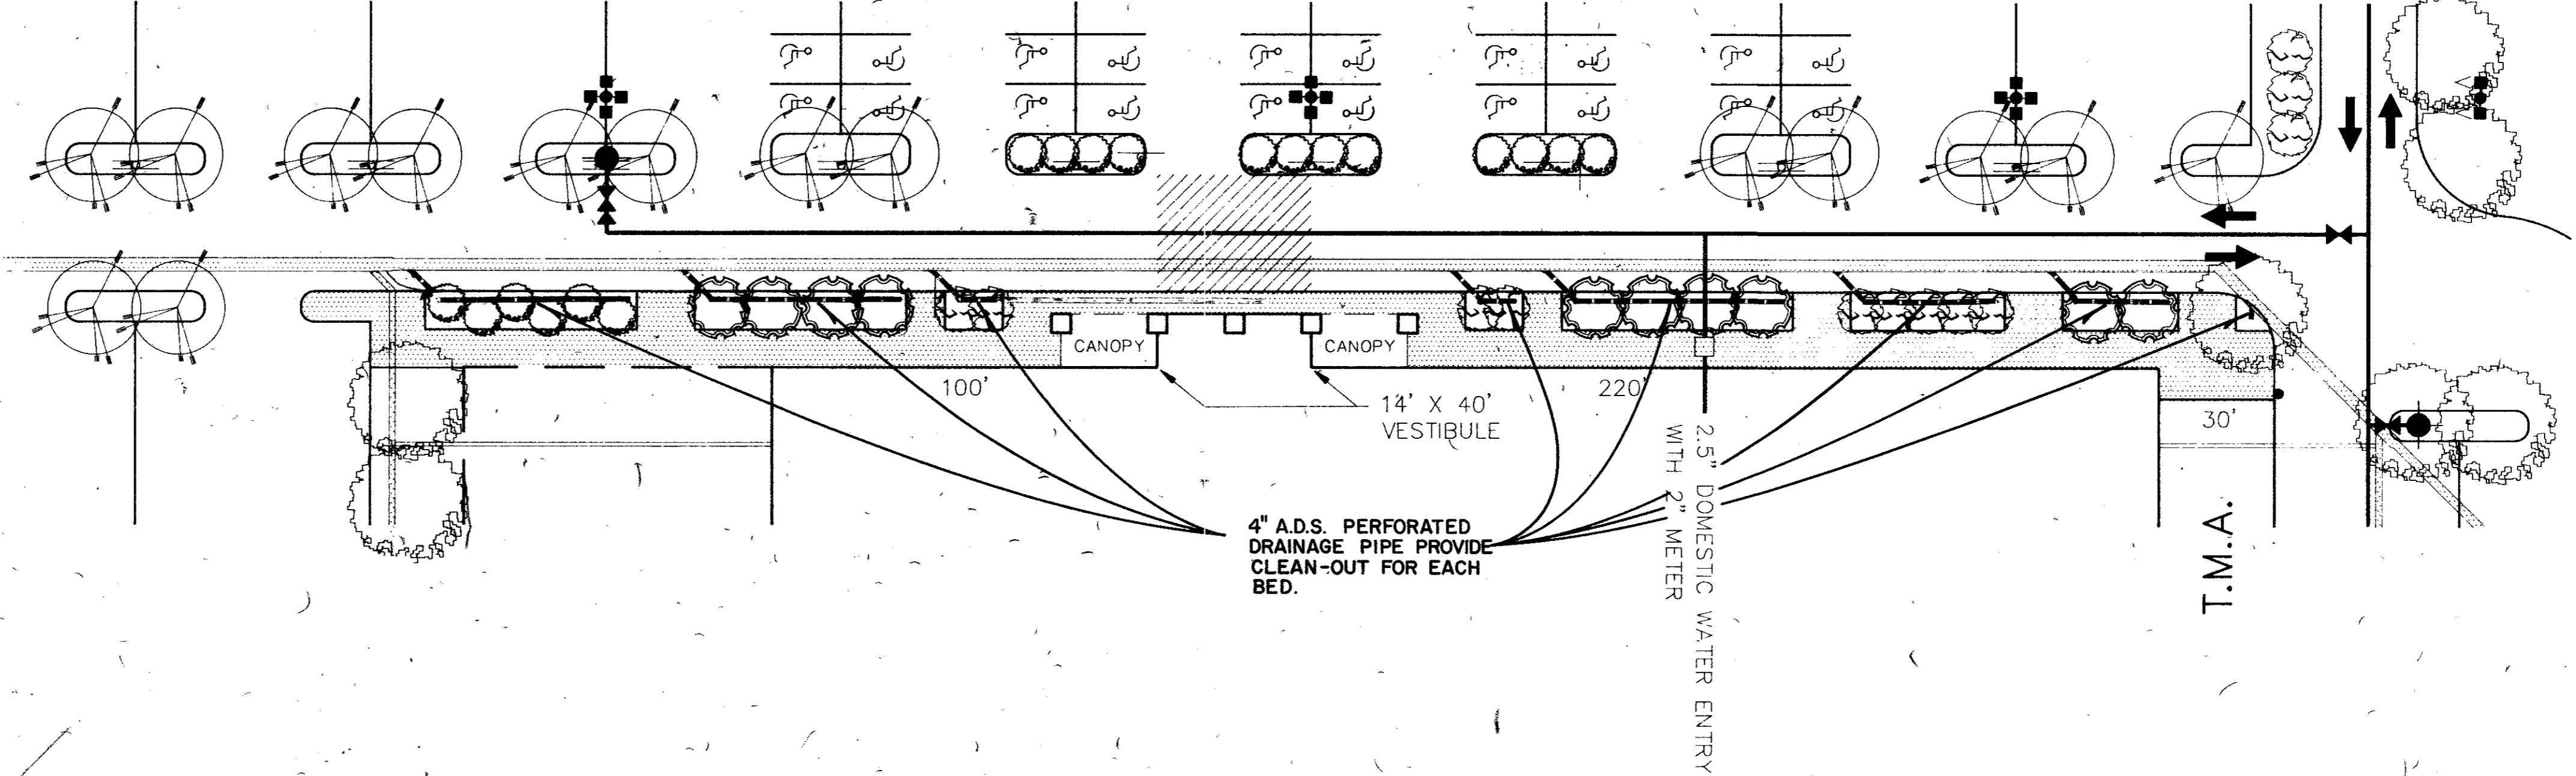 CANOPY
CANOPY
100'
220'
14' X 40'
VESTIBULE
30'
4" A.D.S. PERFORATED
DRAINAGE PIPE PROVIDE
CLEAN-OUT FOR EACH
BED.
2.5" DOMESTIC WATER ENTRY
WITH 2" METER
T.M.A.